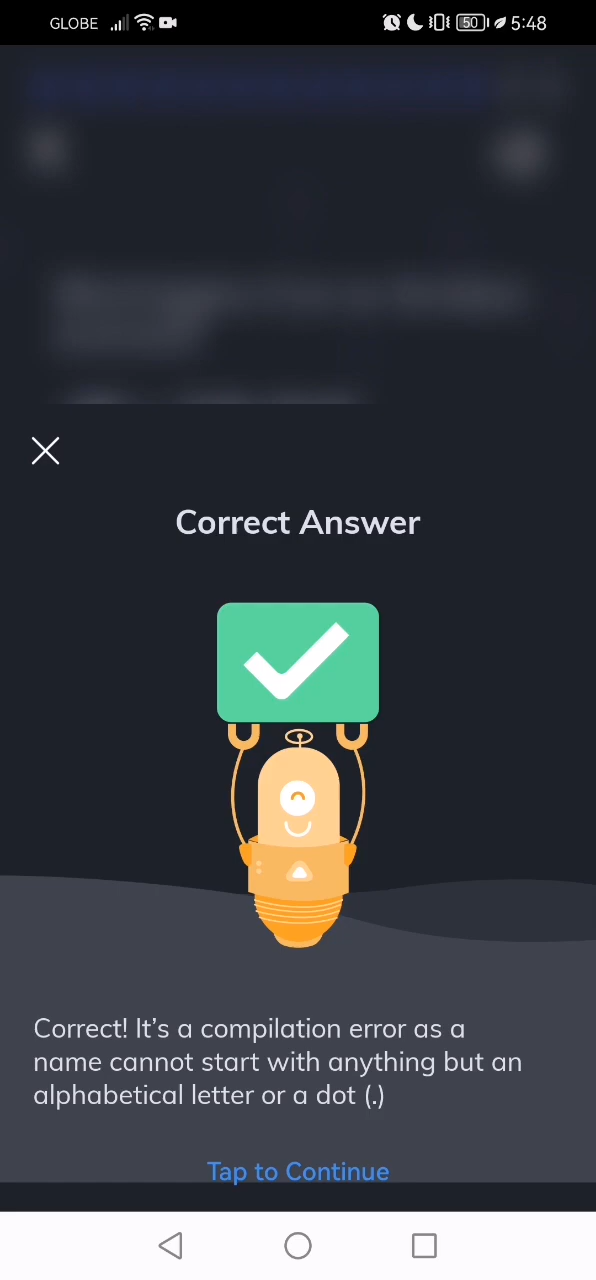 GLOBE 50 5:48
Correct Answer
Correct! It's a compilation error as a
name cannot start with anything but an
alphabetical letter or a dot (.)
Tap to Continue